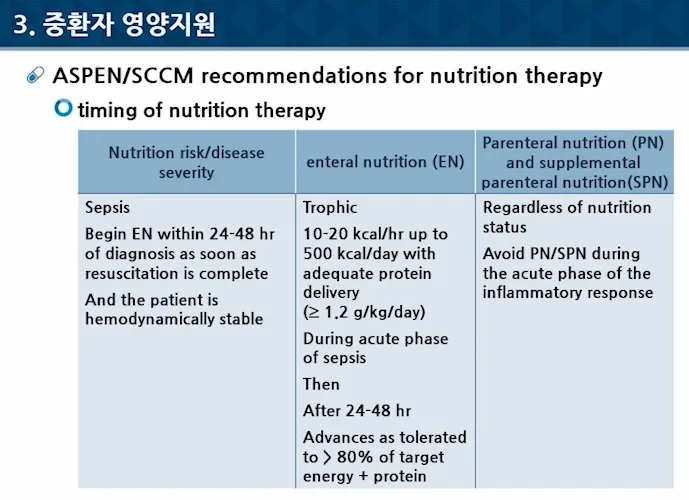 3. 중환자 영양지원
ASPEN/SCCM recommendations for nutrition therapy
timing of nutrition therapy
Nutrition risk/disease
severity
enteral nutrition (EN)
Parenteral nutrition (PN)
and supplemental
parenteral nutrition(SPN)
Sepsis
Begin EN within 24-48 hr
of diagnosis as soon as
resuscitation is complete
And the patient is
hemodynamically stable
Trophic
10-20 kcal/hr up to
500 kcal/day with
adequate protein
delivery
(≥ 1.2 g/kg/day)
During acute phase
of sepsis
Then
After 24-48 hr
Advances as tolerated
to > 80% of target
energy + protein
Regardless of nutrition
status
Avoid PN/SPN during
the acute phase of the
inflammatory response